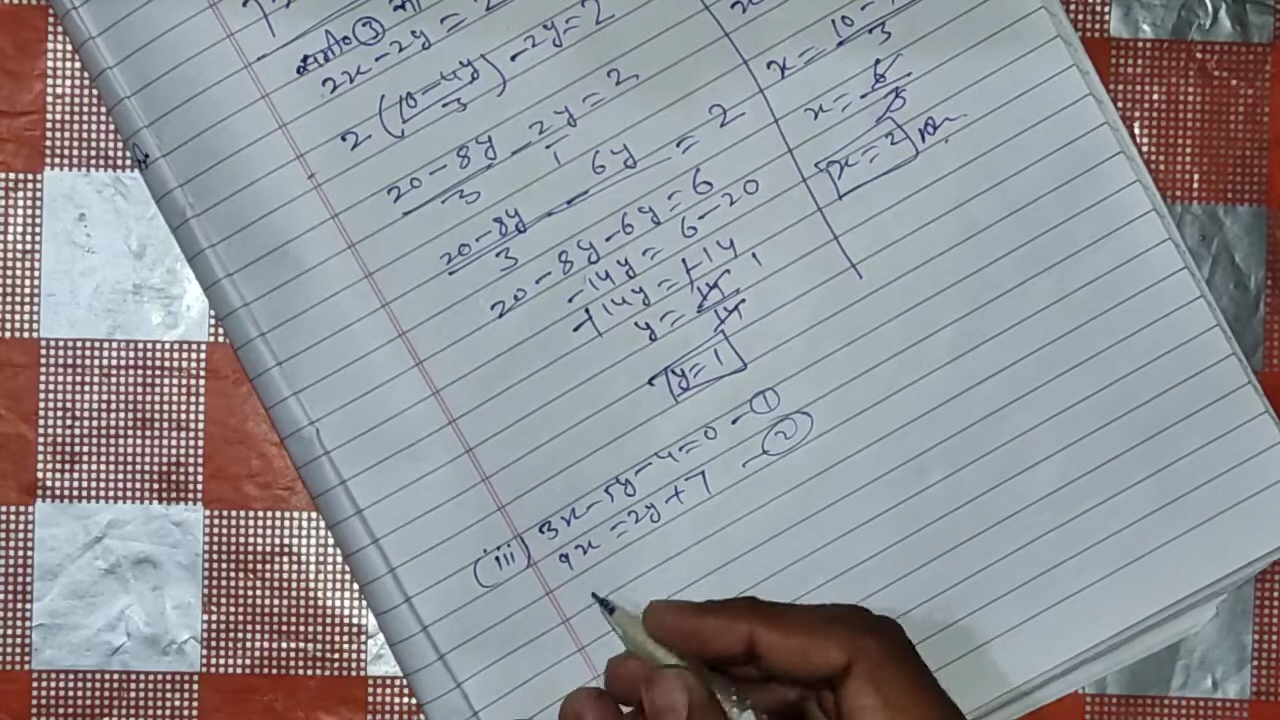 2x-2y=2
2(10-4y/3)-2y=2
20-8y/3-2y/1=2
20-8y/3-6y=2
20-8y-6y=6
-14y=6-20
-14y=-14
y=14/14 1
y=1
x=10-
3
x=6/3
x=2
(iii) 3x-5y-4=0-①
9x=2y+7-②